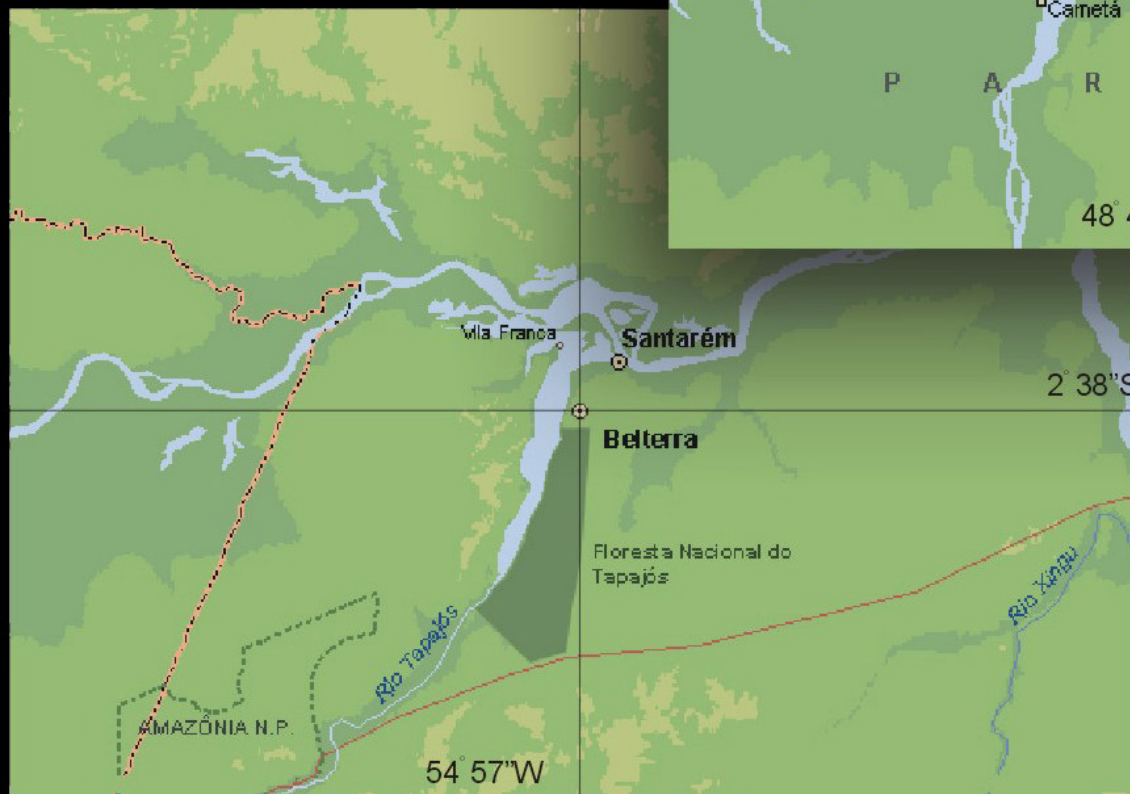 Cametá
P A R
48° 4
Vila Franca
Santarém
2° 38”S
Belterra
Floresta Nacional do
Tapajós
Rio Xingu
Rio Tapajós
AMAZÔNIA N.P.
54° 57”W